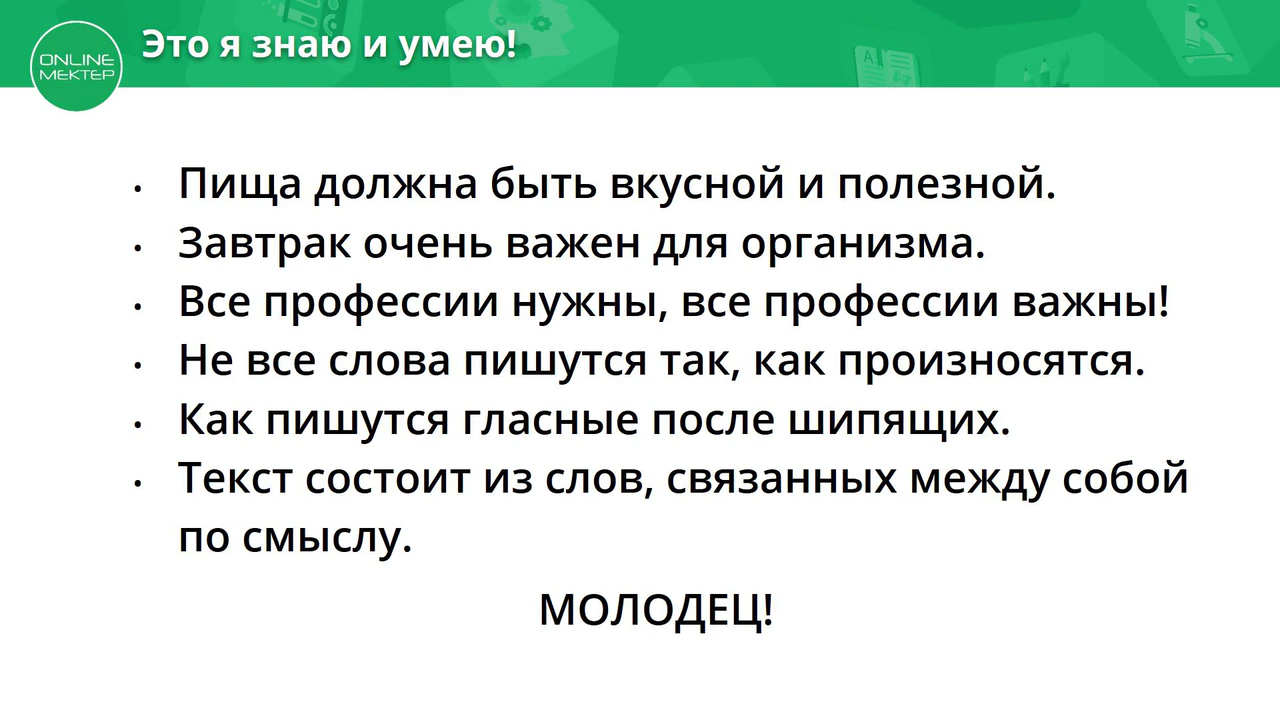 Это я знаю и умею!
ONLINE
МЕКТЕР
• Пища должна быть вкусной и полезной.
• Завтрак очень важен для организма.
• Все профессии нужны, все профессии важны!
• Не все слова пишутся так, как произносятся.
• Как пишутся гласные после шипящих.
• Текст состоит из слов, связанных между собой
по смыслу.
МОЛОДЕЦ!